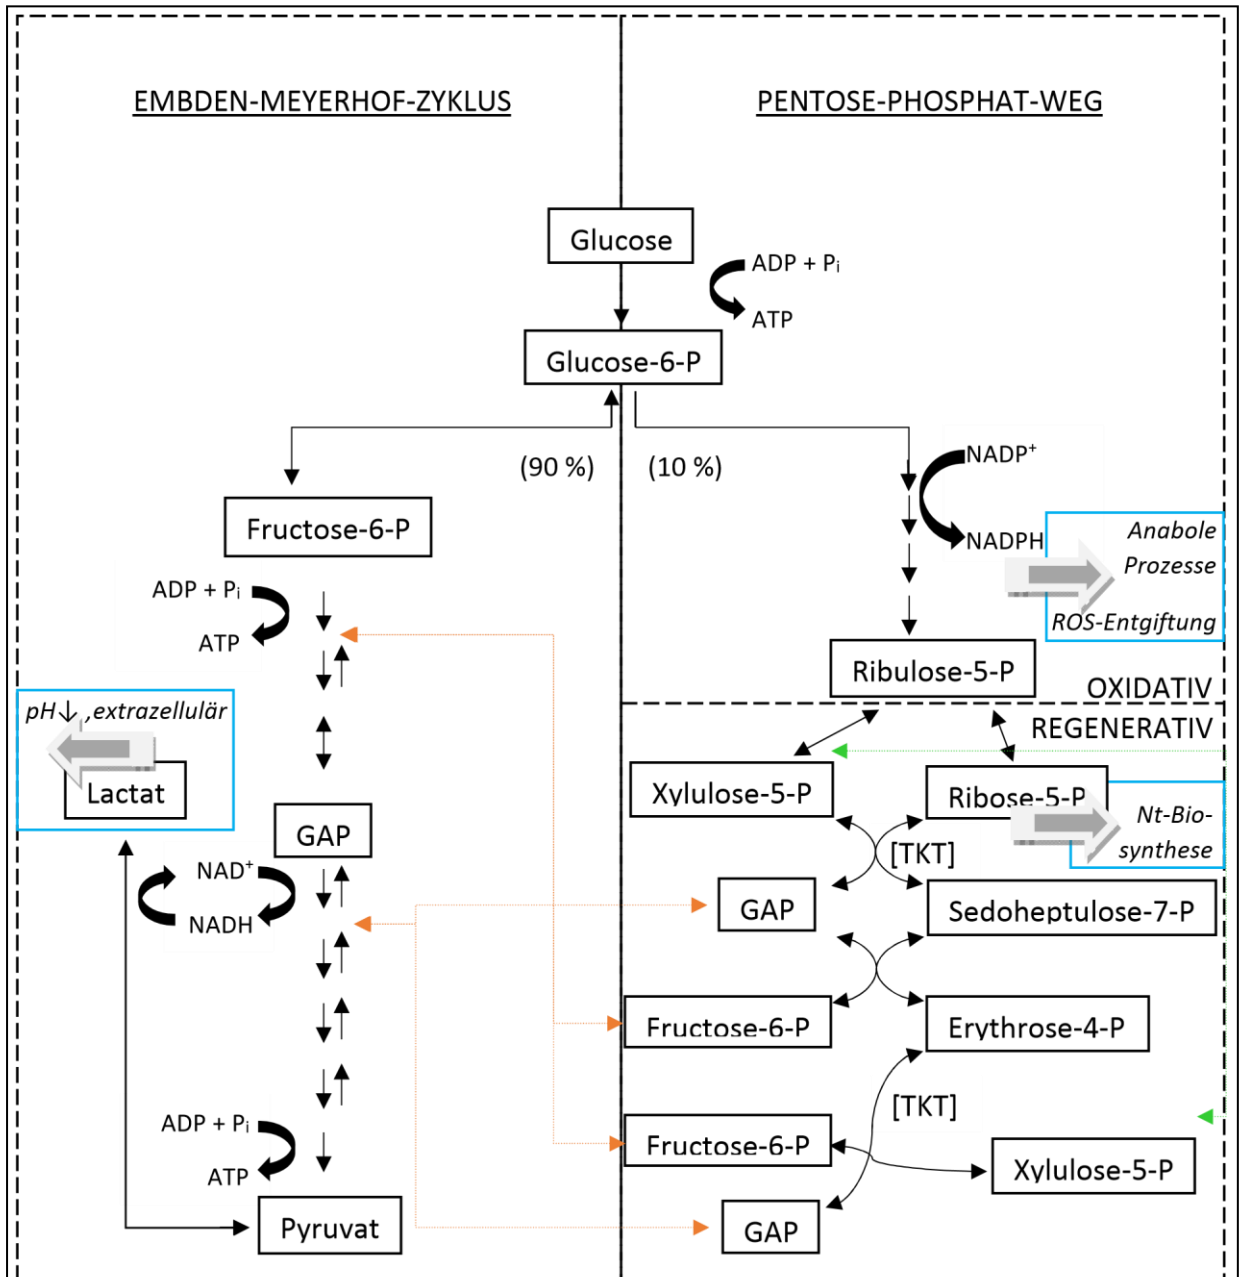 EMBDEN-MEYERHOF-ZYKLUS
PENTOSE-PHOSPHAT-WEG
Glucose
ADP + Pᵢ
ATP
Glucose-6-P
(90 %)
(10 %)
NADP⁺
NADPH
Anabole
Prozesse
ROS-Entgiftung
Fructose-6-P
ADP + Pᵢ
ATP
Ribulose-5-P
OXIDATIV
REGENERATIV
pH↓,extrazellulär
Lactat
Xylulose-5-P
Ribose-5-P
Nt-Bio-
synthese
[TKT]
GAP
NAD⁺
NADH
GAP
Sedoheptulose-7-P
Fructose-6-P
Erythrose-4-P
[TKT]
ADP + Pᵢ
ATP
Fructose-6-P
Xylulose-5-P
Pyruvat
GAP